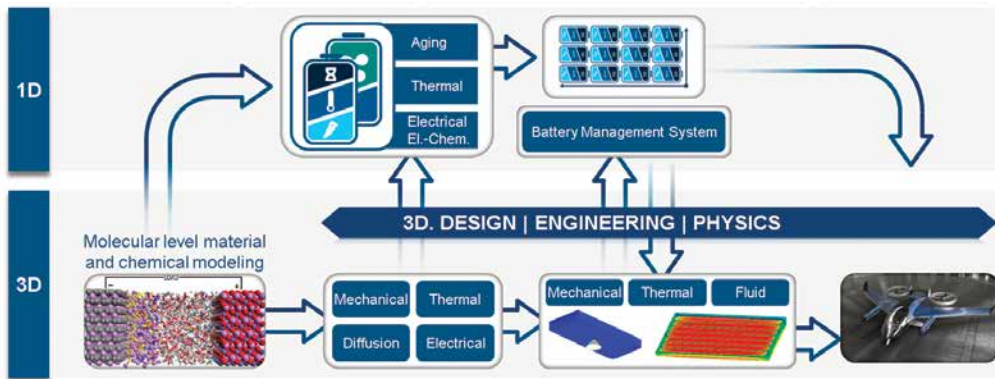 1D
Aging
Thermal
Electrical
El.-Chem.
Battery Management System
3D
3D. DESIGN | ENGINEERING | PHYSICS
Molecular level material
and chemical modeling
Mechanical
Thermal
Diffusion
Electrical
Mechanical
Thermal
Fluid